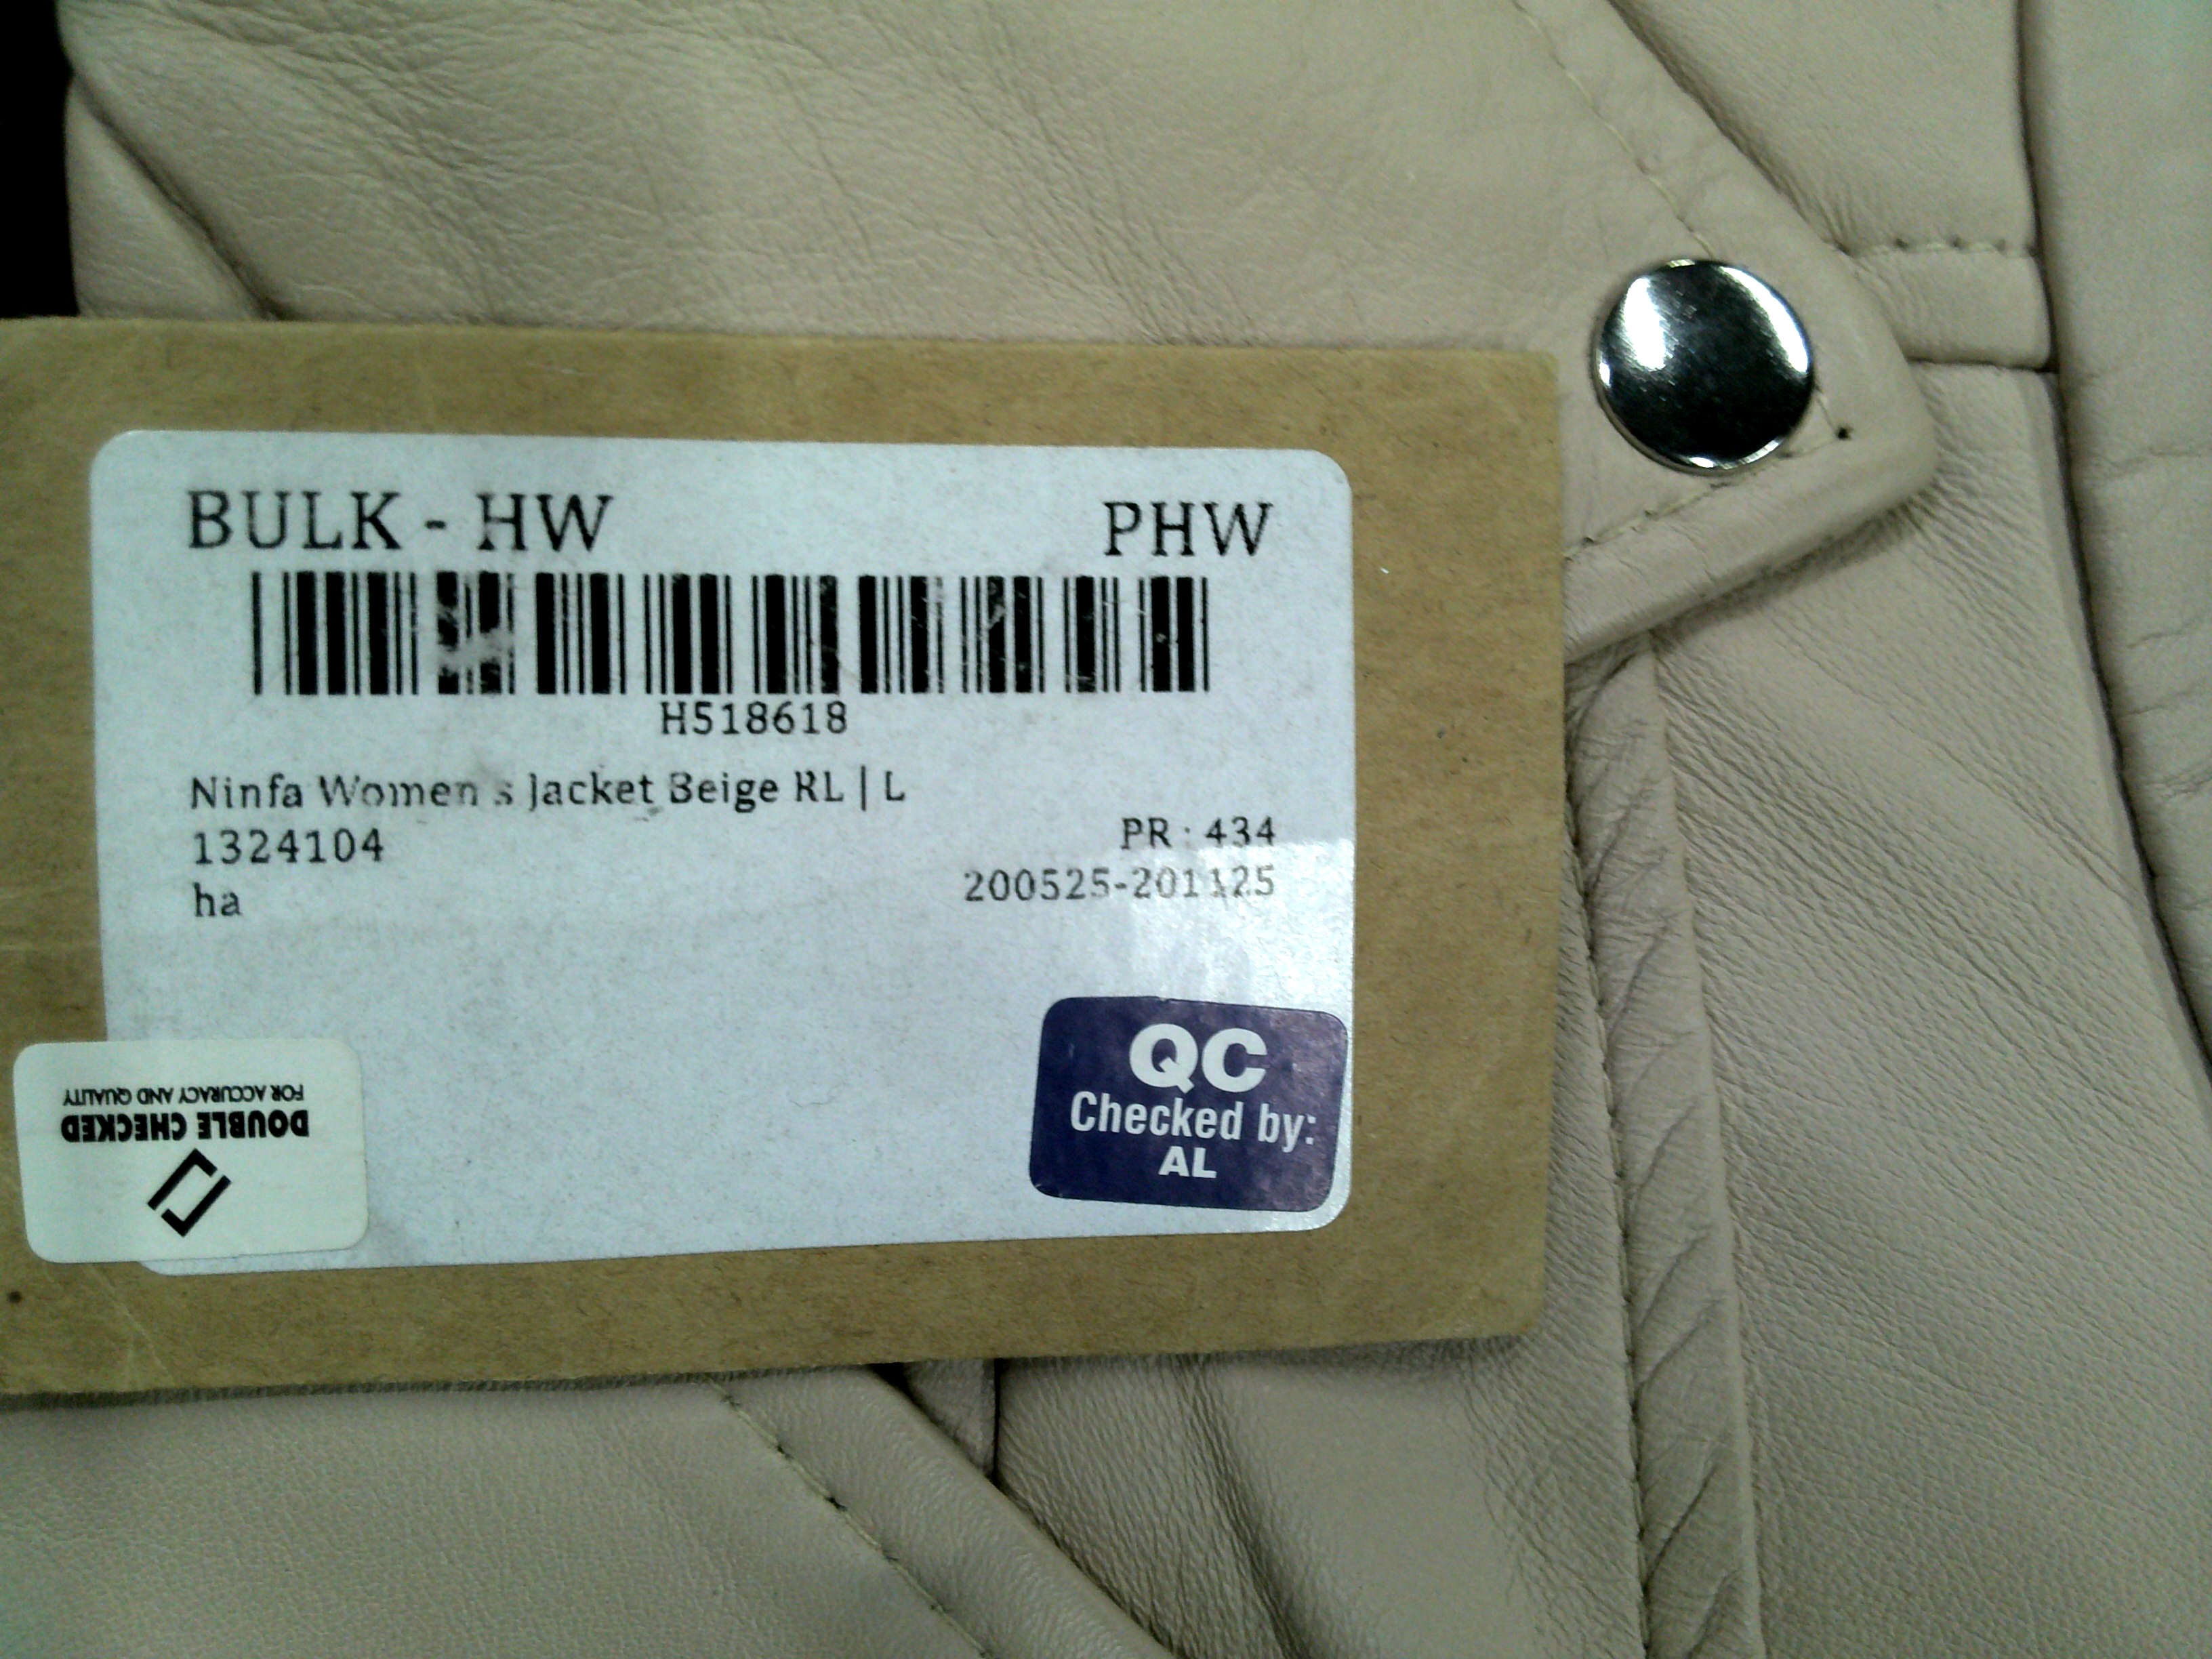 BULK - HW PHW
H518618
Ninfa Women s Jacket Beige RL | L
1324104 PR : 434
ha 200525-201125
QC
Checked by:
AL
DOUBLE CHECKED
FOR ACCURACY AND QUALITY